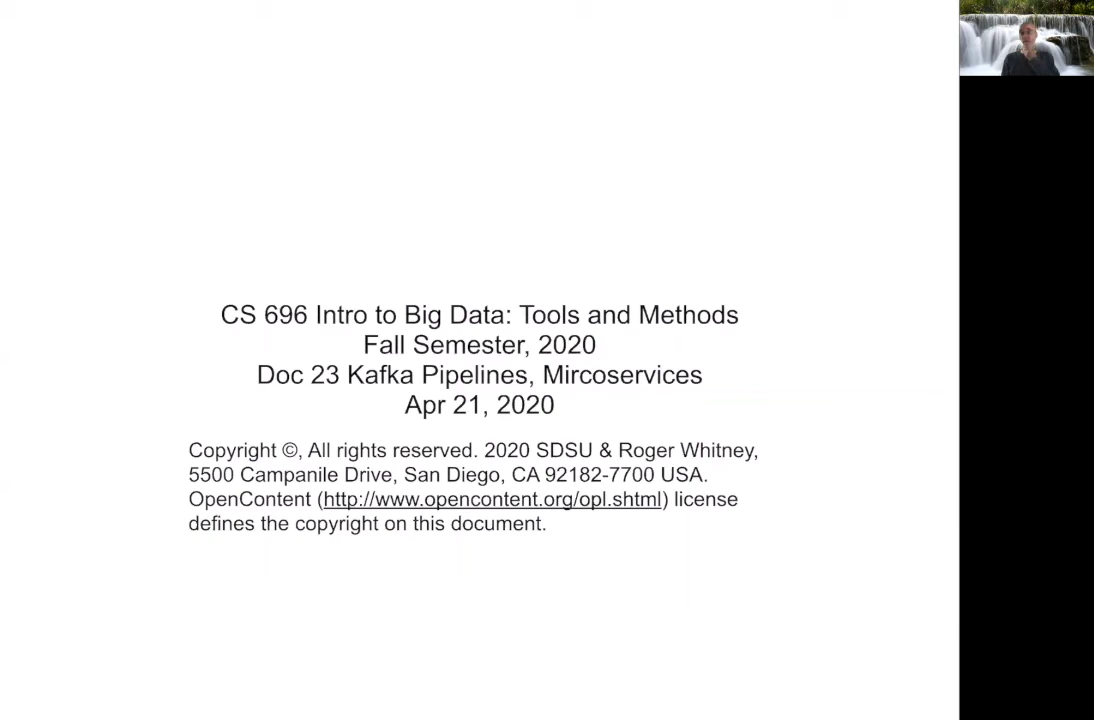 CS 696 Intro to Big Data: Tools and Methods
Fall Semester, 2020
Doc 23 Kafka Pipelines, Mircoservices
Apr 21, 2020
Copyright ©, All rights reserved. 2020 SDSU & Roger Whitney,
5500 Campanile Drive, San Diego, CA 92182-7700 USA.
OpenContent (http://www.opencontent.org/opl.shtml) license
defines the copyright on this document.